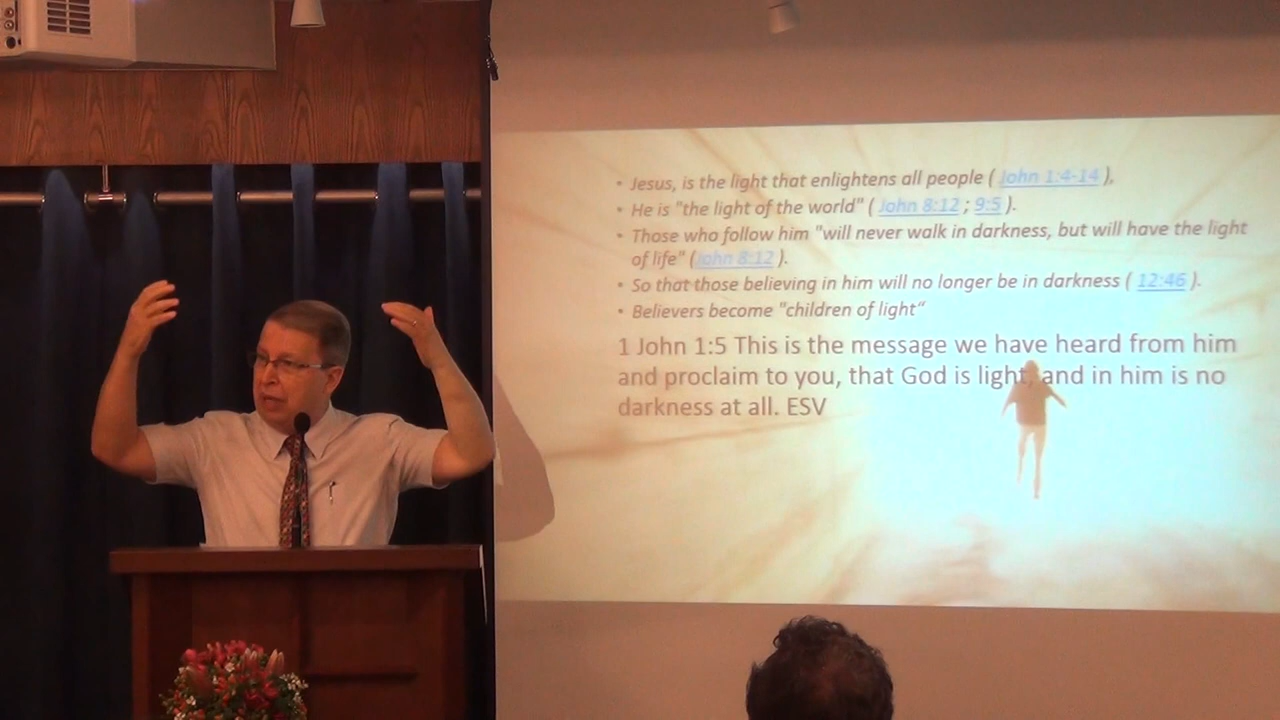 • Jesus, is the light that enlightens all people ( John 1:4-14 ),
• He is "the light of the world" ( John 8:12 ; 9:5 ).
• Those who follow him "will never walk in darkness, but will have the light
of life" (John 8:12 ).
• So that those believing in him will no longer be in darkness ( 12:46 ).
• Believers become "children of light“
1 John 1:5 This is the message we have heard from him
and proclaim to you, that God is light, and in him is no
darkness at all. ESV